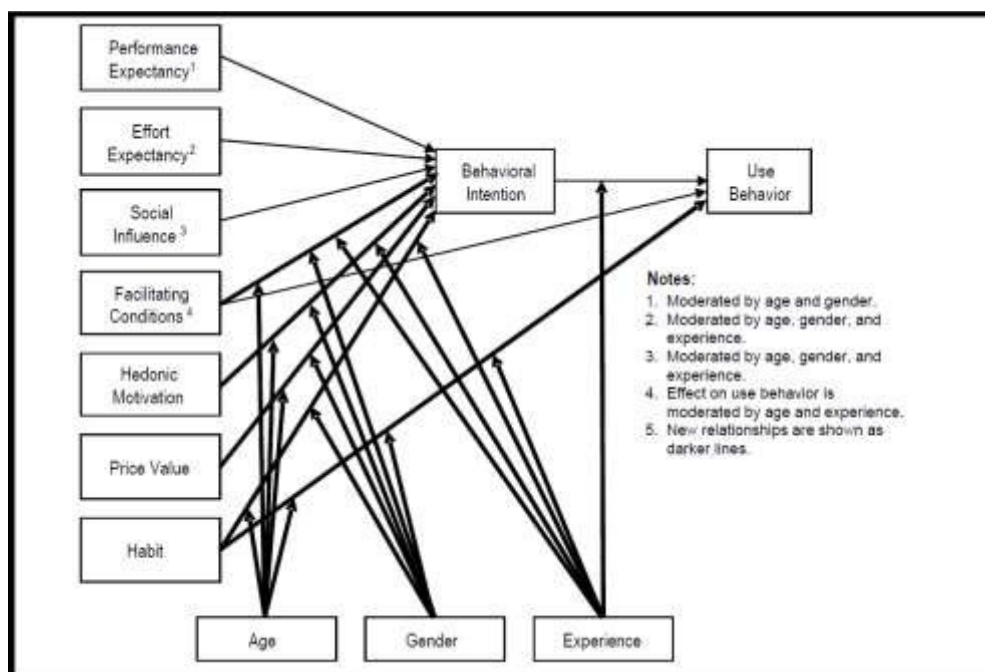 Performance
Expectancy¹
Effort
Expectancy²
Social
Influence ³
Facilitating
Conditions ⁴
Hedonic
Motivation
Price Value
Habit
Behavioral
Intention
Use
Behavior
Notes:
1. Moderated by age and gender.
2. Moderated by age, gender, and
experience.
3. Moderated by age, gender, and
experience.
4. Effect on use behavior is
moderated by age and experience.
5. New relationships are shown as
darker lines.
Age
Gender
Experience